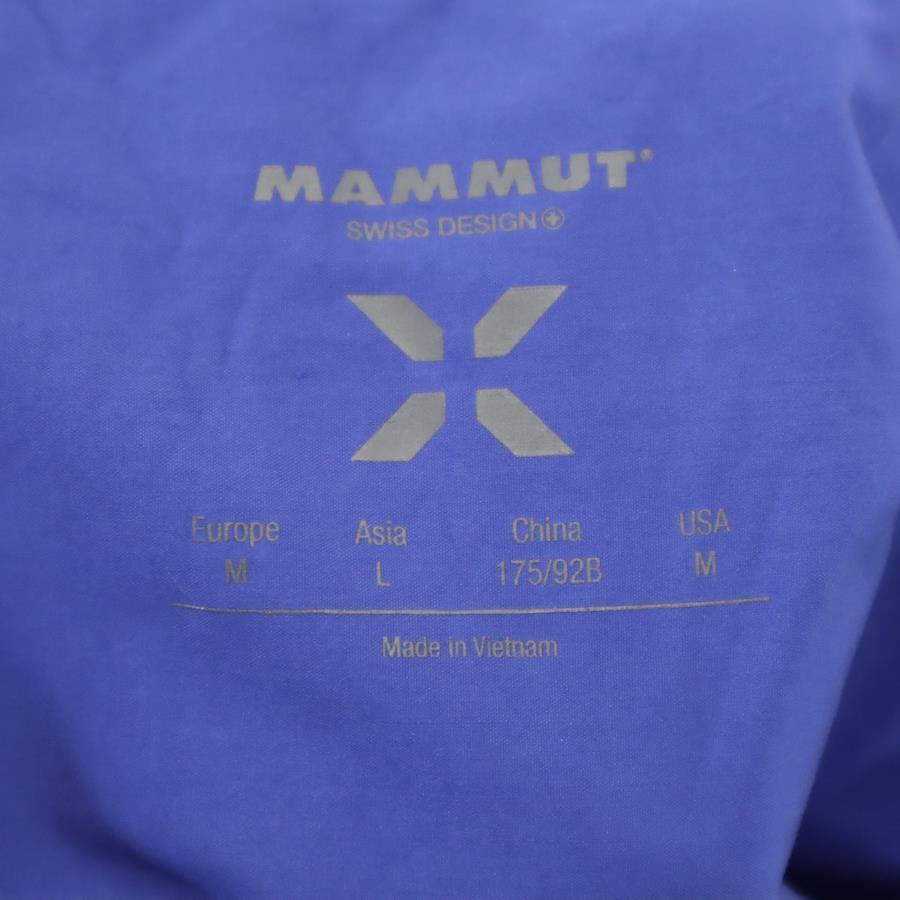 MAMMUT®
SWISS DESIGN
Europe Asia China USA
M L 175/92B M
Made in Vietnam